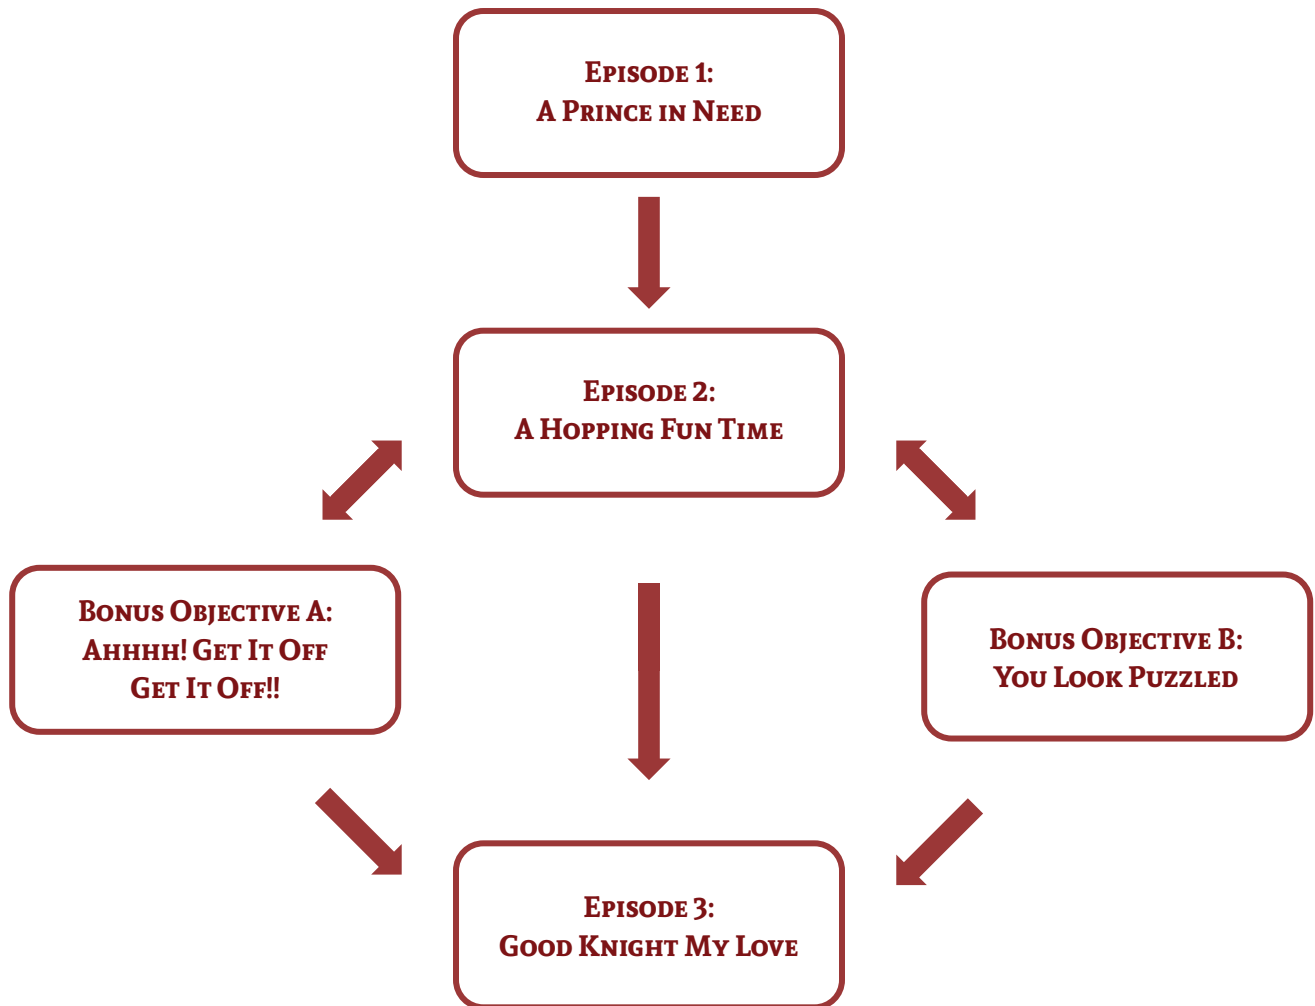 Episode 1:
A Prince in Need
Episode 2:
A Hopping Fun Time
Bonus Objective A:
Ahhhh! Get It Off
Get It Off!!
Bonus Objective B:
You Look Puzzled
Episode 3:
Good Knight My Love